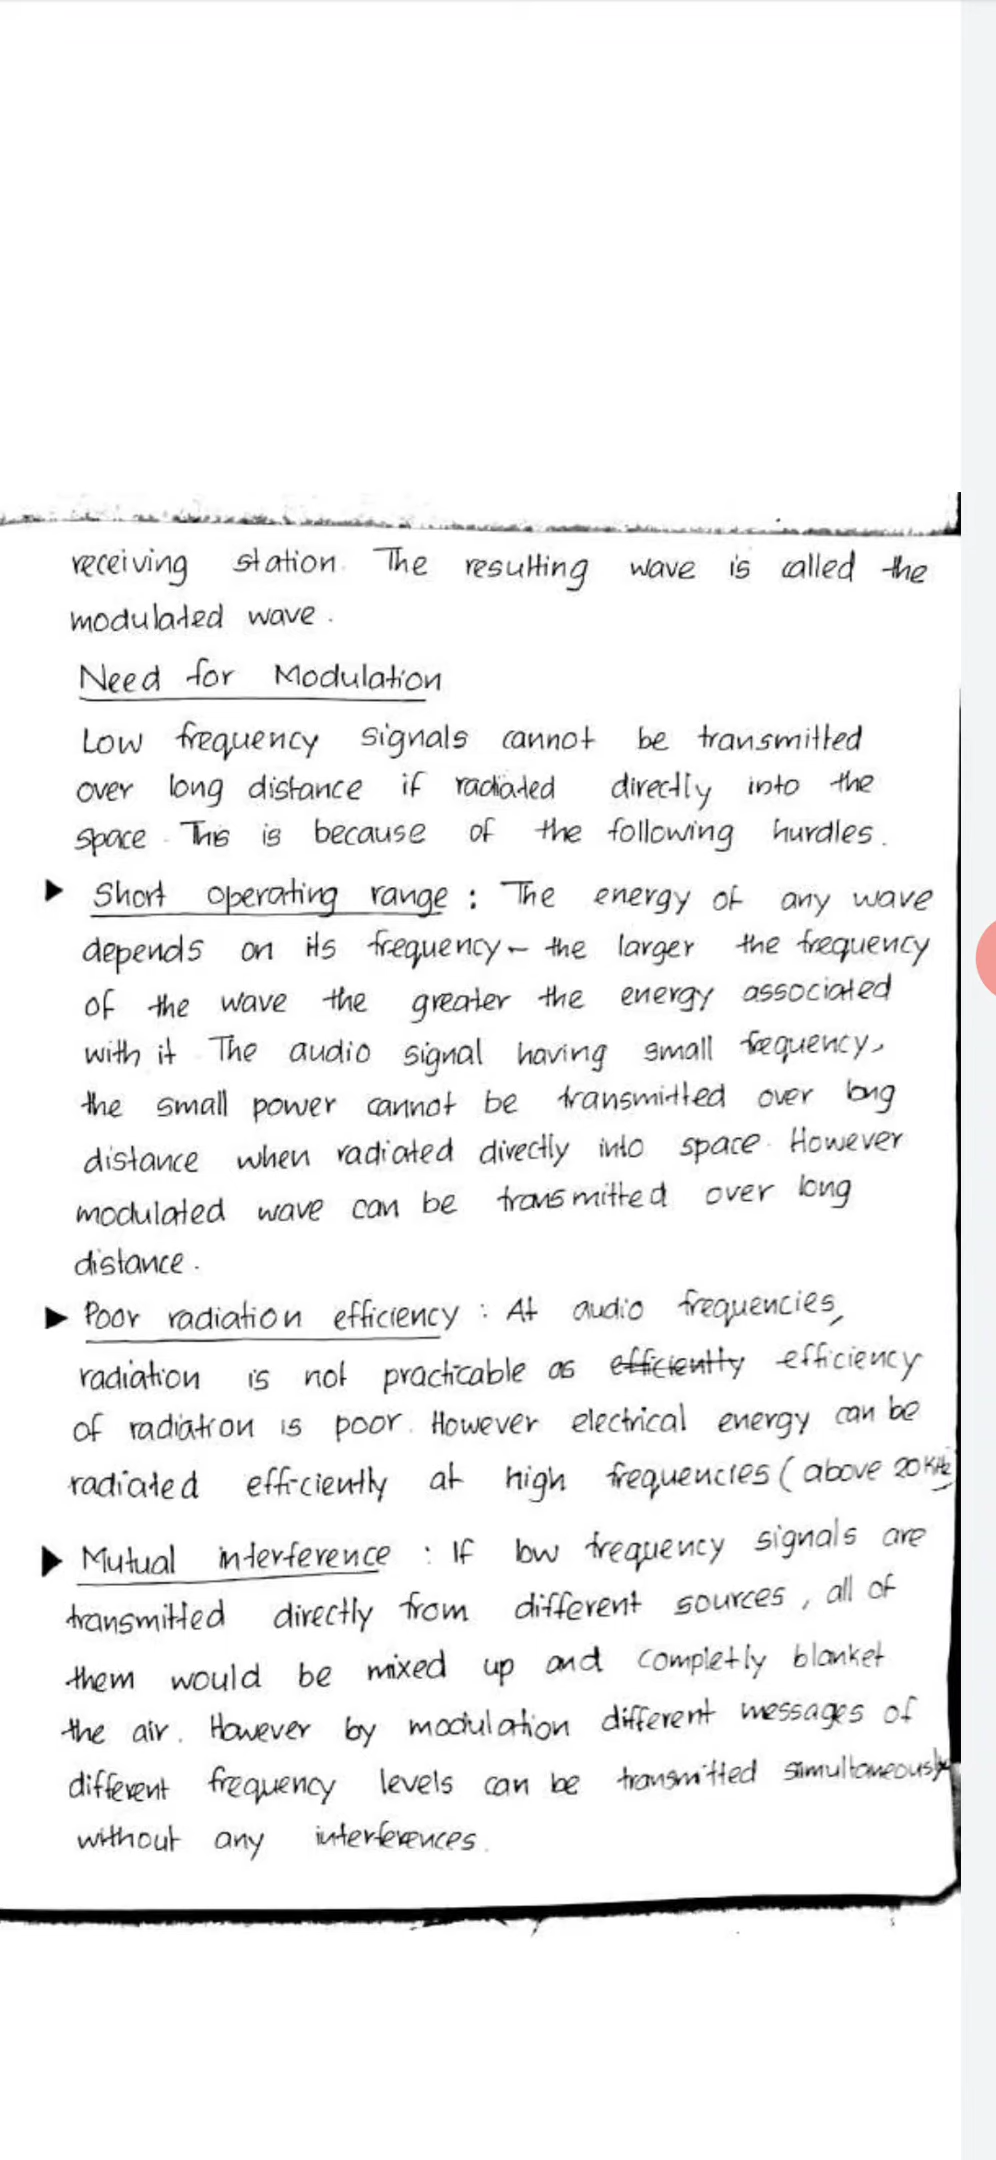 receiving station. The resulting wave is called the
modulated wave.
Need for Modulation
Low frequency signals cannot be transmitted
over long distance if radiated directly into the
space. This is because of the following hurdles.
▶ Short operating range : The energy of any wave
depends on its frequency – the larger the frequency
of the wave the greater the energy associated
with it. The audio signal having small frequency,
the small power cannot be transmitted over long
distance when radiated directly into space. However
modulated wave can be transmitted over long
distance.
▶ Poor radiation efficiency : At audio frequencies,
radiation is not practicable as efficiently efficiency
of radiation is poor. However electrical energy can be
radiated efficiently at high frequencies (above 20 KHz)
▶ Mutual interference : If low frequency signals are
transmitted directly from different sources, all of
them would be mixed up and completly blanket
the air. However by modulation different messages of
different frequency levels can be transmitted simultaneously
without any interferences.